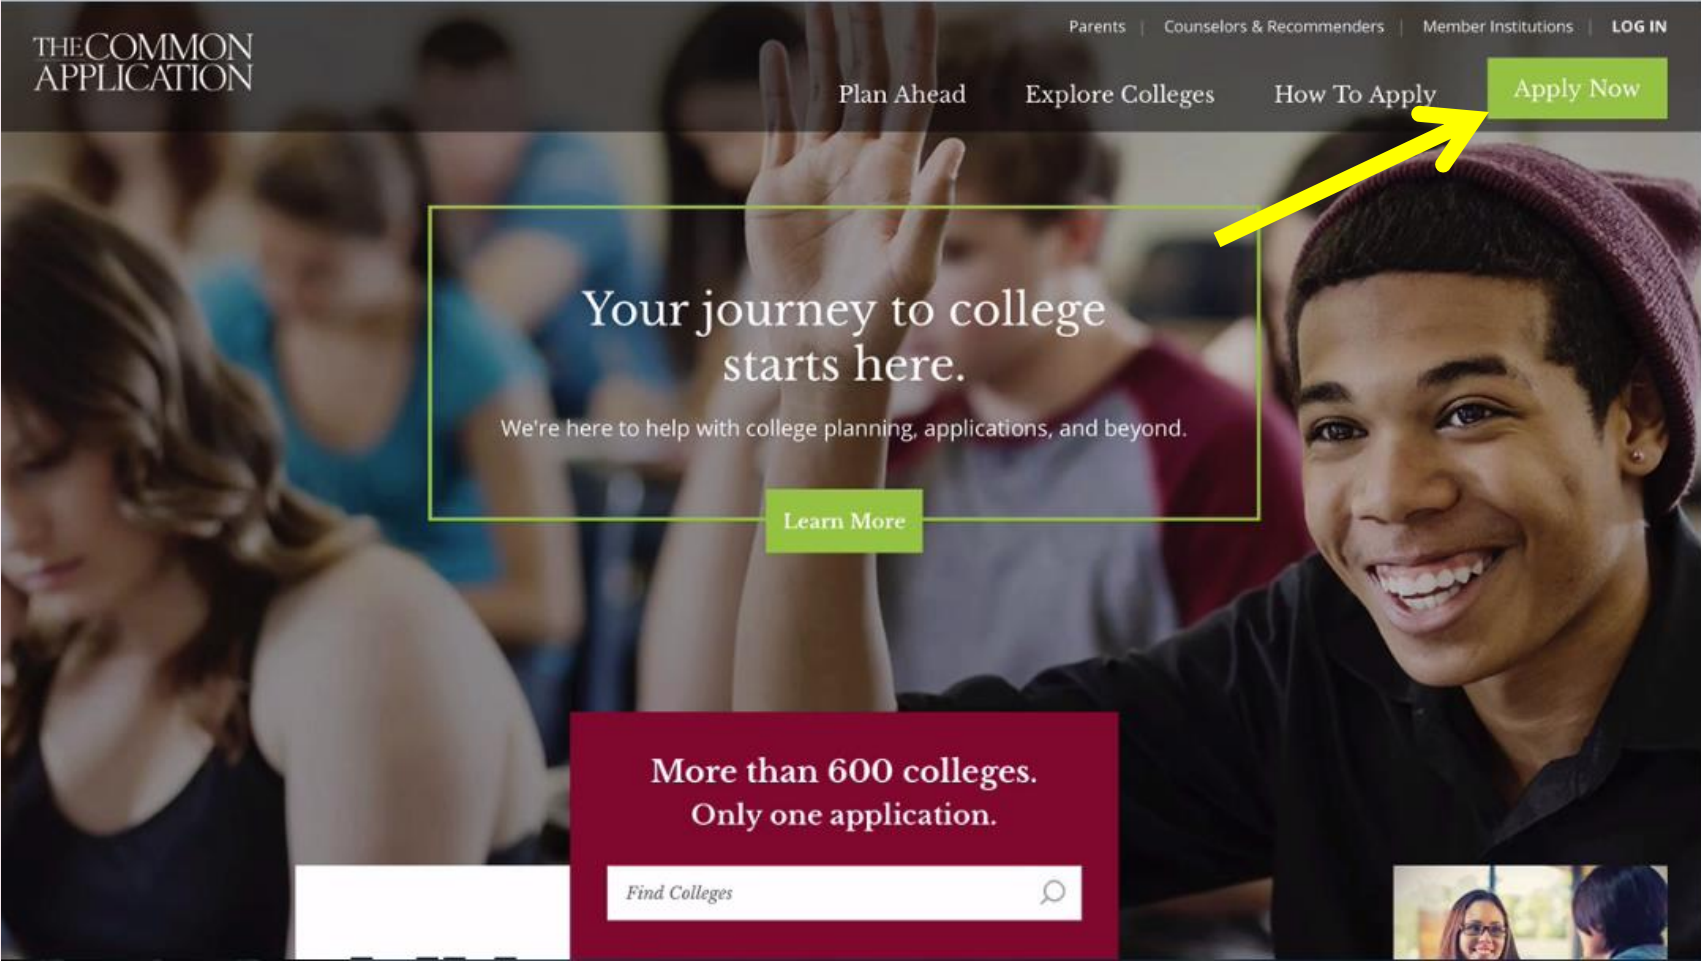 Parents | Counselors & Recommenders | Member Institutions | LOG IN
THE COMMON
APPLICATION
Plan Ahead
Explore Colleges
How To Apply
Apply Now
Your journey to college
starts here.
We're here to help with college planning, applications, and beyond.
Learn More
More than 600 colleges.
Only one application.
Find Colleges